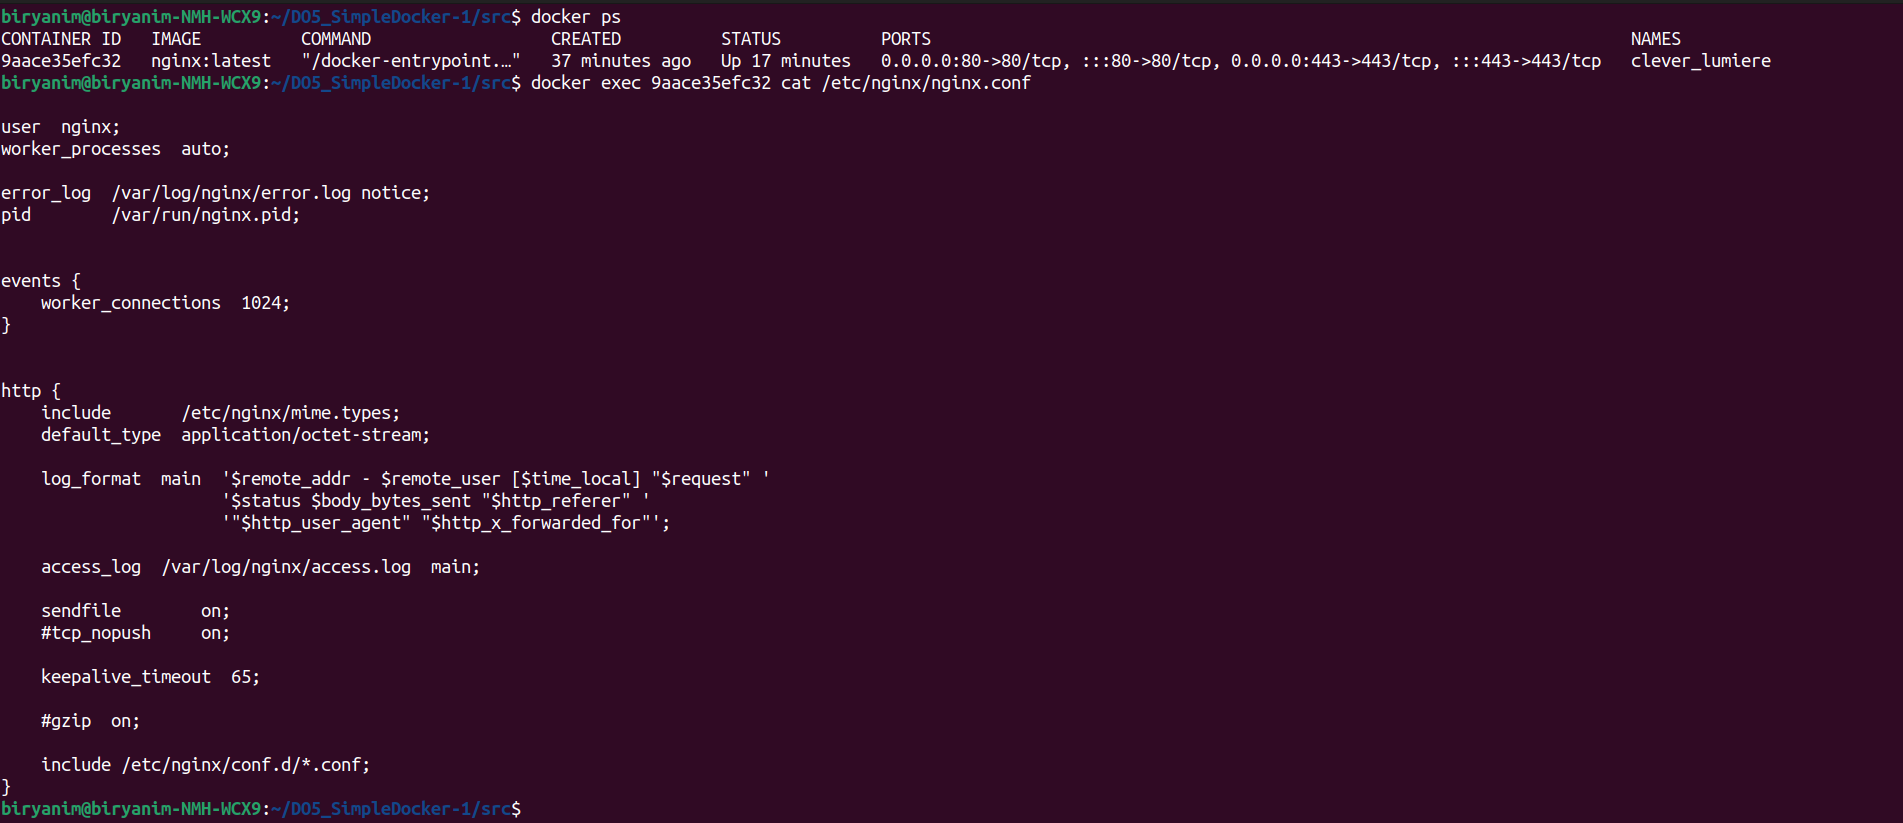 biryanim@biryanim-NMH-WCX9:~/DO5_SimpleDocker-1/src$ docker ps
CONTAINER ID   IMAGE          COMMAND                  CREATED          STATUS          PORTS                                                                      NAMES
9aace35efc32   nginx:latest   "/docker-entrypoint.…"   37 minutes ago   Up 17 minutes   0.0.0.0:80->80/tcp, :::80->80/tcp, 0.0.0.0:443->443/tcp, :::443->443/tcp   clever_lumiere
biryanim@biryanim-NMH-WCX9:~/DO5_SimpleDocker-1/src$ docker exec 9aace35efc32 cat /etc/nginx/nginx.conf

user  nginx;
worker_processes  auto;

error_log  /var/log/nginx/error.log notice;
pid        /var/run/nginx.pid;


events {
    worker_connections  1024;
}


http {
    include       /etc/nginx/mime.types;
    default_type  application/octet-stream;

    log_format  main  '$remote_addr - $remote_user [$time_local] "$request" '
                      '$status $body_bytes_sent "$http_referer" '
                      '"$http_user_agent" "$http_x_forwarded_for"';

    access_log  /var/log/nginx/access.log  main;

    sendfile        on;
    #tcp_nopush     on;

    keepalive_timeout  65;

    #gzip  on;

    include /etc/nginx/conf.d/*.conf;
}
biryanim@biryanim-NMH-WCX9:~/DO5_SimpleDocker-1/src$